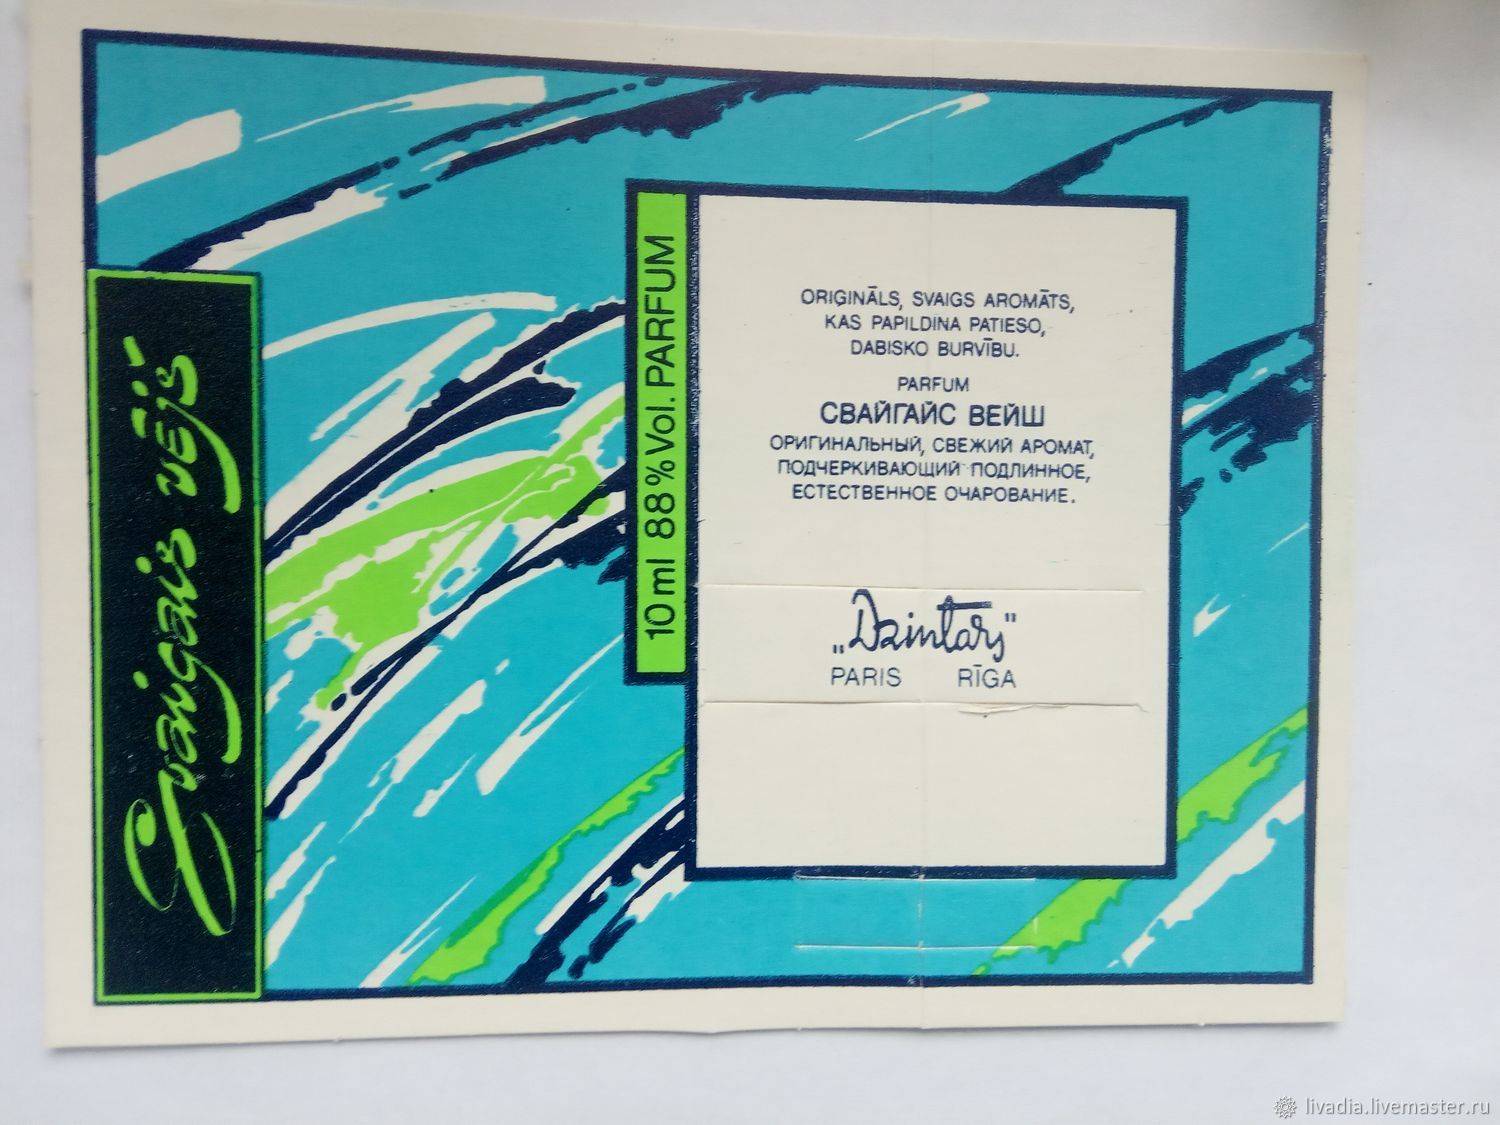 Svaigais vējš
10 ml 88% Vol. PARFUM
ORIĢINĀLS, SVAIGS AROMĀTS,
KAS PAPILDINA PATIESO,
DABISKO BURVĪBU.
PARFUM
СВАЙГАЙС ВЕЙШ
ОРИГИНАЛЬНЫЙ, СВЕЖИЙ АРОМАТ,
ПОДЧЕРКИВАЮЩИЙ ПОДЛИННОЕ,
ЕСТЕСТВЕННОЕ ОЧАРОВАНИЕ.
„Dzintars"
PARIS RĪGA
livadia.livemaster.ru